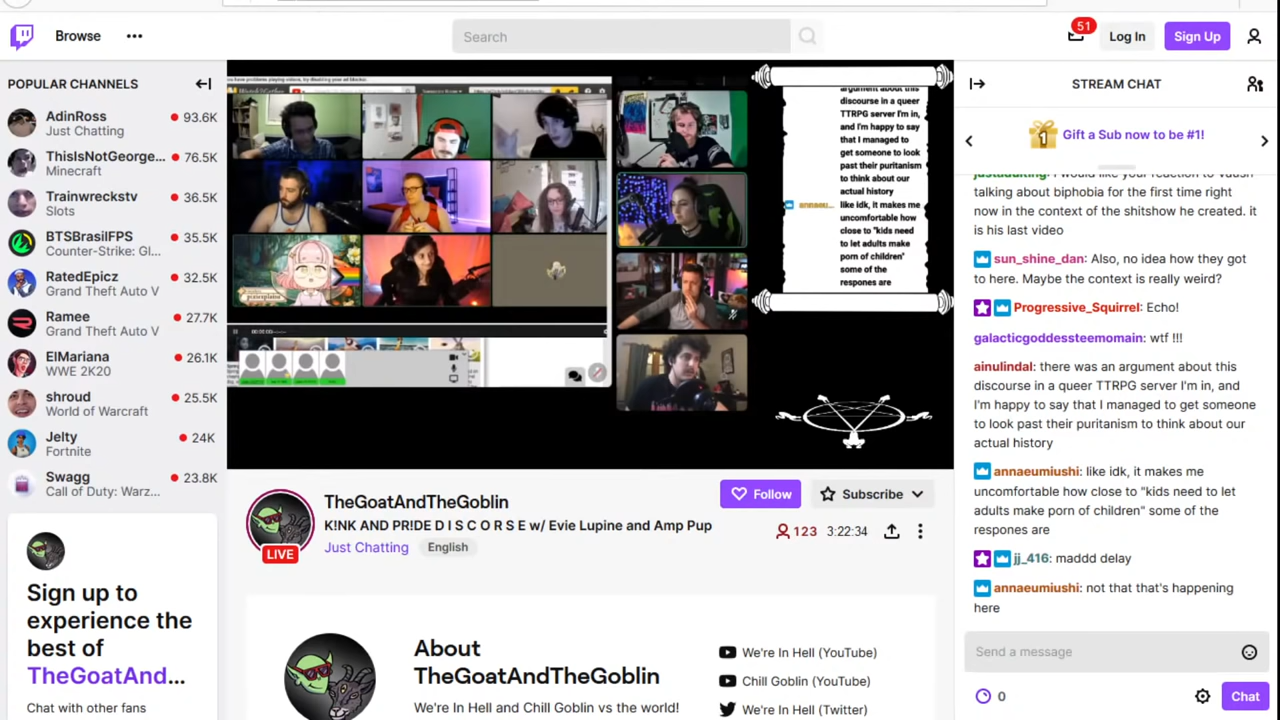 Browse
Search
51
Log In
Sign Up
POPULAR CHANNELS
AdinRoss
93.6K
Just Chatting
ThisIsNotGeorge...
76.5K
Minecraft
Trainwreckstv
36.5K
Slots
BTSBrasilFPS
35.5K
Counter-Strike: Gl...
RatedEpicz
32.5K
Grand Theft Auto V
Ramee
27.7K
Grand Theft Auto V
ElMariana
26.1K
WWE 2K20
shroud
25.5K
World of Warcraft
Jelty
24K
Fortnite
Swagg
23.8K
Call of Duty: Warz...
Sign up to
experience the
best of
TheGoatAnd...
Chat with other fans
argument about this
discourse in a queer
TTRPG server I'm in,
and I'm happy to say
that I managed to
get someone to
look past their puritanism
to think about our
actual history
annaeu...
like idk, it makes me
uncomfortable how
close to "kids need
to let adults make
porn of children"
some of the
respones are
LIVE
TheGoatAndTheGoblin
K!NK AND PR!DE D I S C O R S E w/ Evie Lupine and Amp Pup
Just Chatting
English
Follow
Subscribe
123
3:22:34
About
TheGoatAndTheGoblin
We're In Hell and Chill Goblin vs the world!
We're In Hell (YouTube)
Chill Goblin (YouTube)
We're In Hell (Twitter)
STREAM CHAT
1
Gift a Sub now to be #1!
talking about biphobia for the first time right
now in the context of the shitshow he created. it
is his last video
sun_shine_dan: Also, no idea how they got
to here. Maybe the context is really weird?
Progressive_Squirrel: Echo!
galacticgoddessteemomain: wtf !!!
ainulindal: there was an argument about this
discourse in a queer TTRPG server I'm in, and
I'm happy to say that I managed to get someone
to look past their puritanism to think about our
actual history
annaeumiushi: like idk, it makes me
uncomfortable how close to "kids need to let
adults make porn of children" some of the
respones are
jj_416: maddd delay
annaeumiushi: not that that's happening
here
Send a message
0
Chat